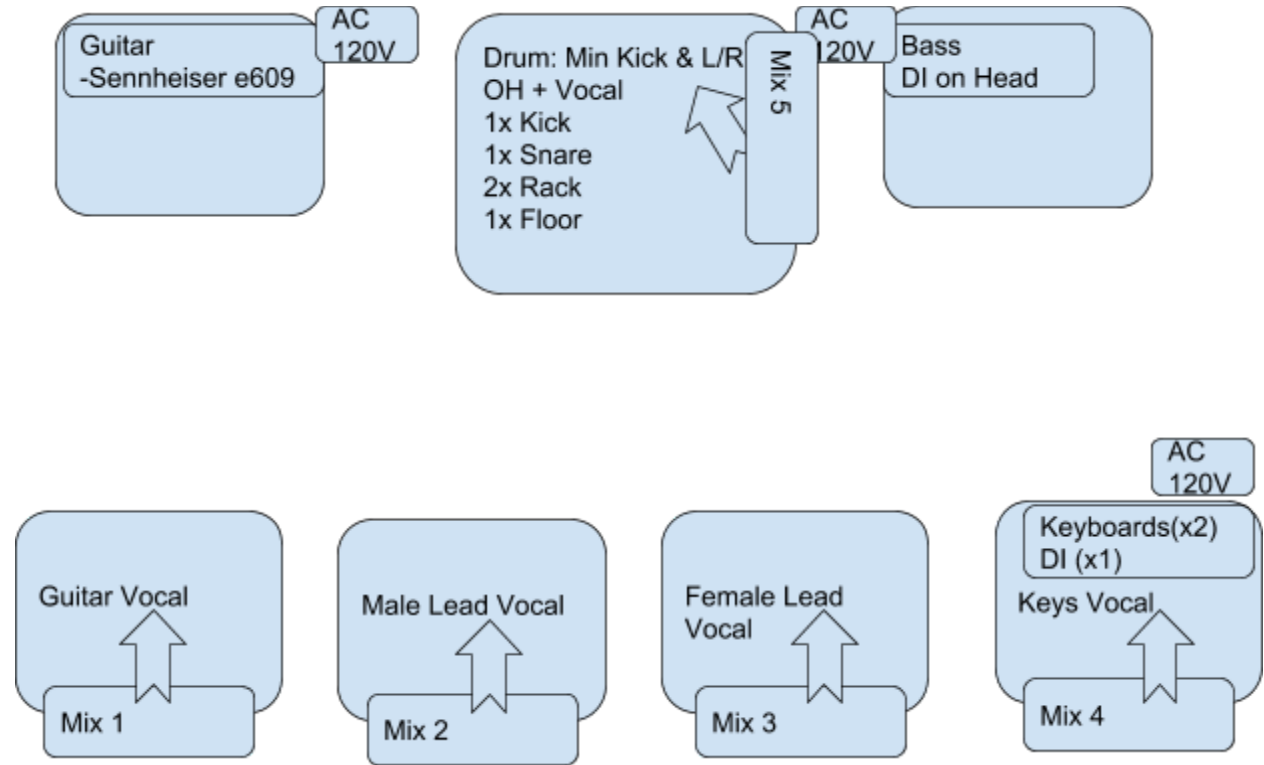 Guitar
-Sennheiser e609
AC
120V
Drum: Min Kick & L/R
OH + Vocal
1x Kick
1x Snare
2x Rack
1x Floor
Mix 5
AC
120V
Bass
DI on Head
Guitar Vocal
Mix 1
Male Lead Vocal
Mix 2
Female Lead
Vocal
Mix 3
AC
120V
Keyboards(x2)
DI (x1)
Keys Vocal
Mix 4